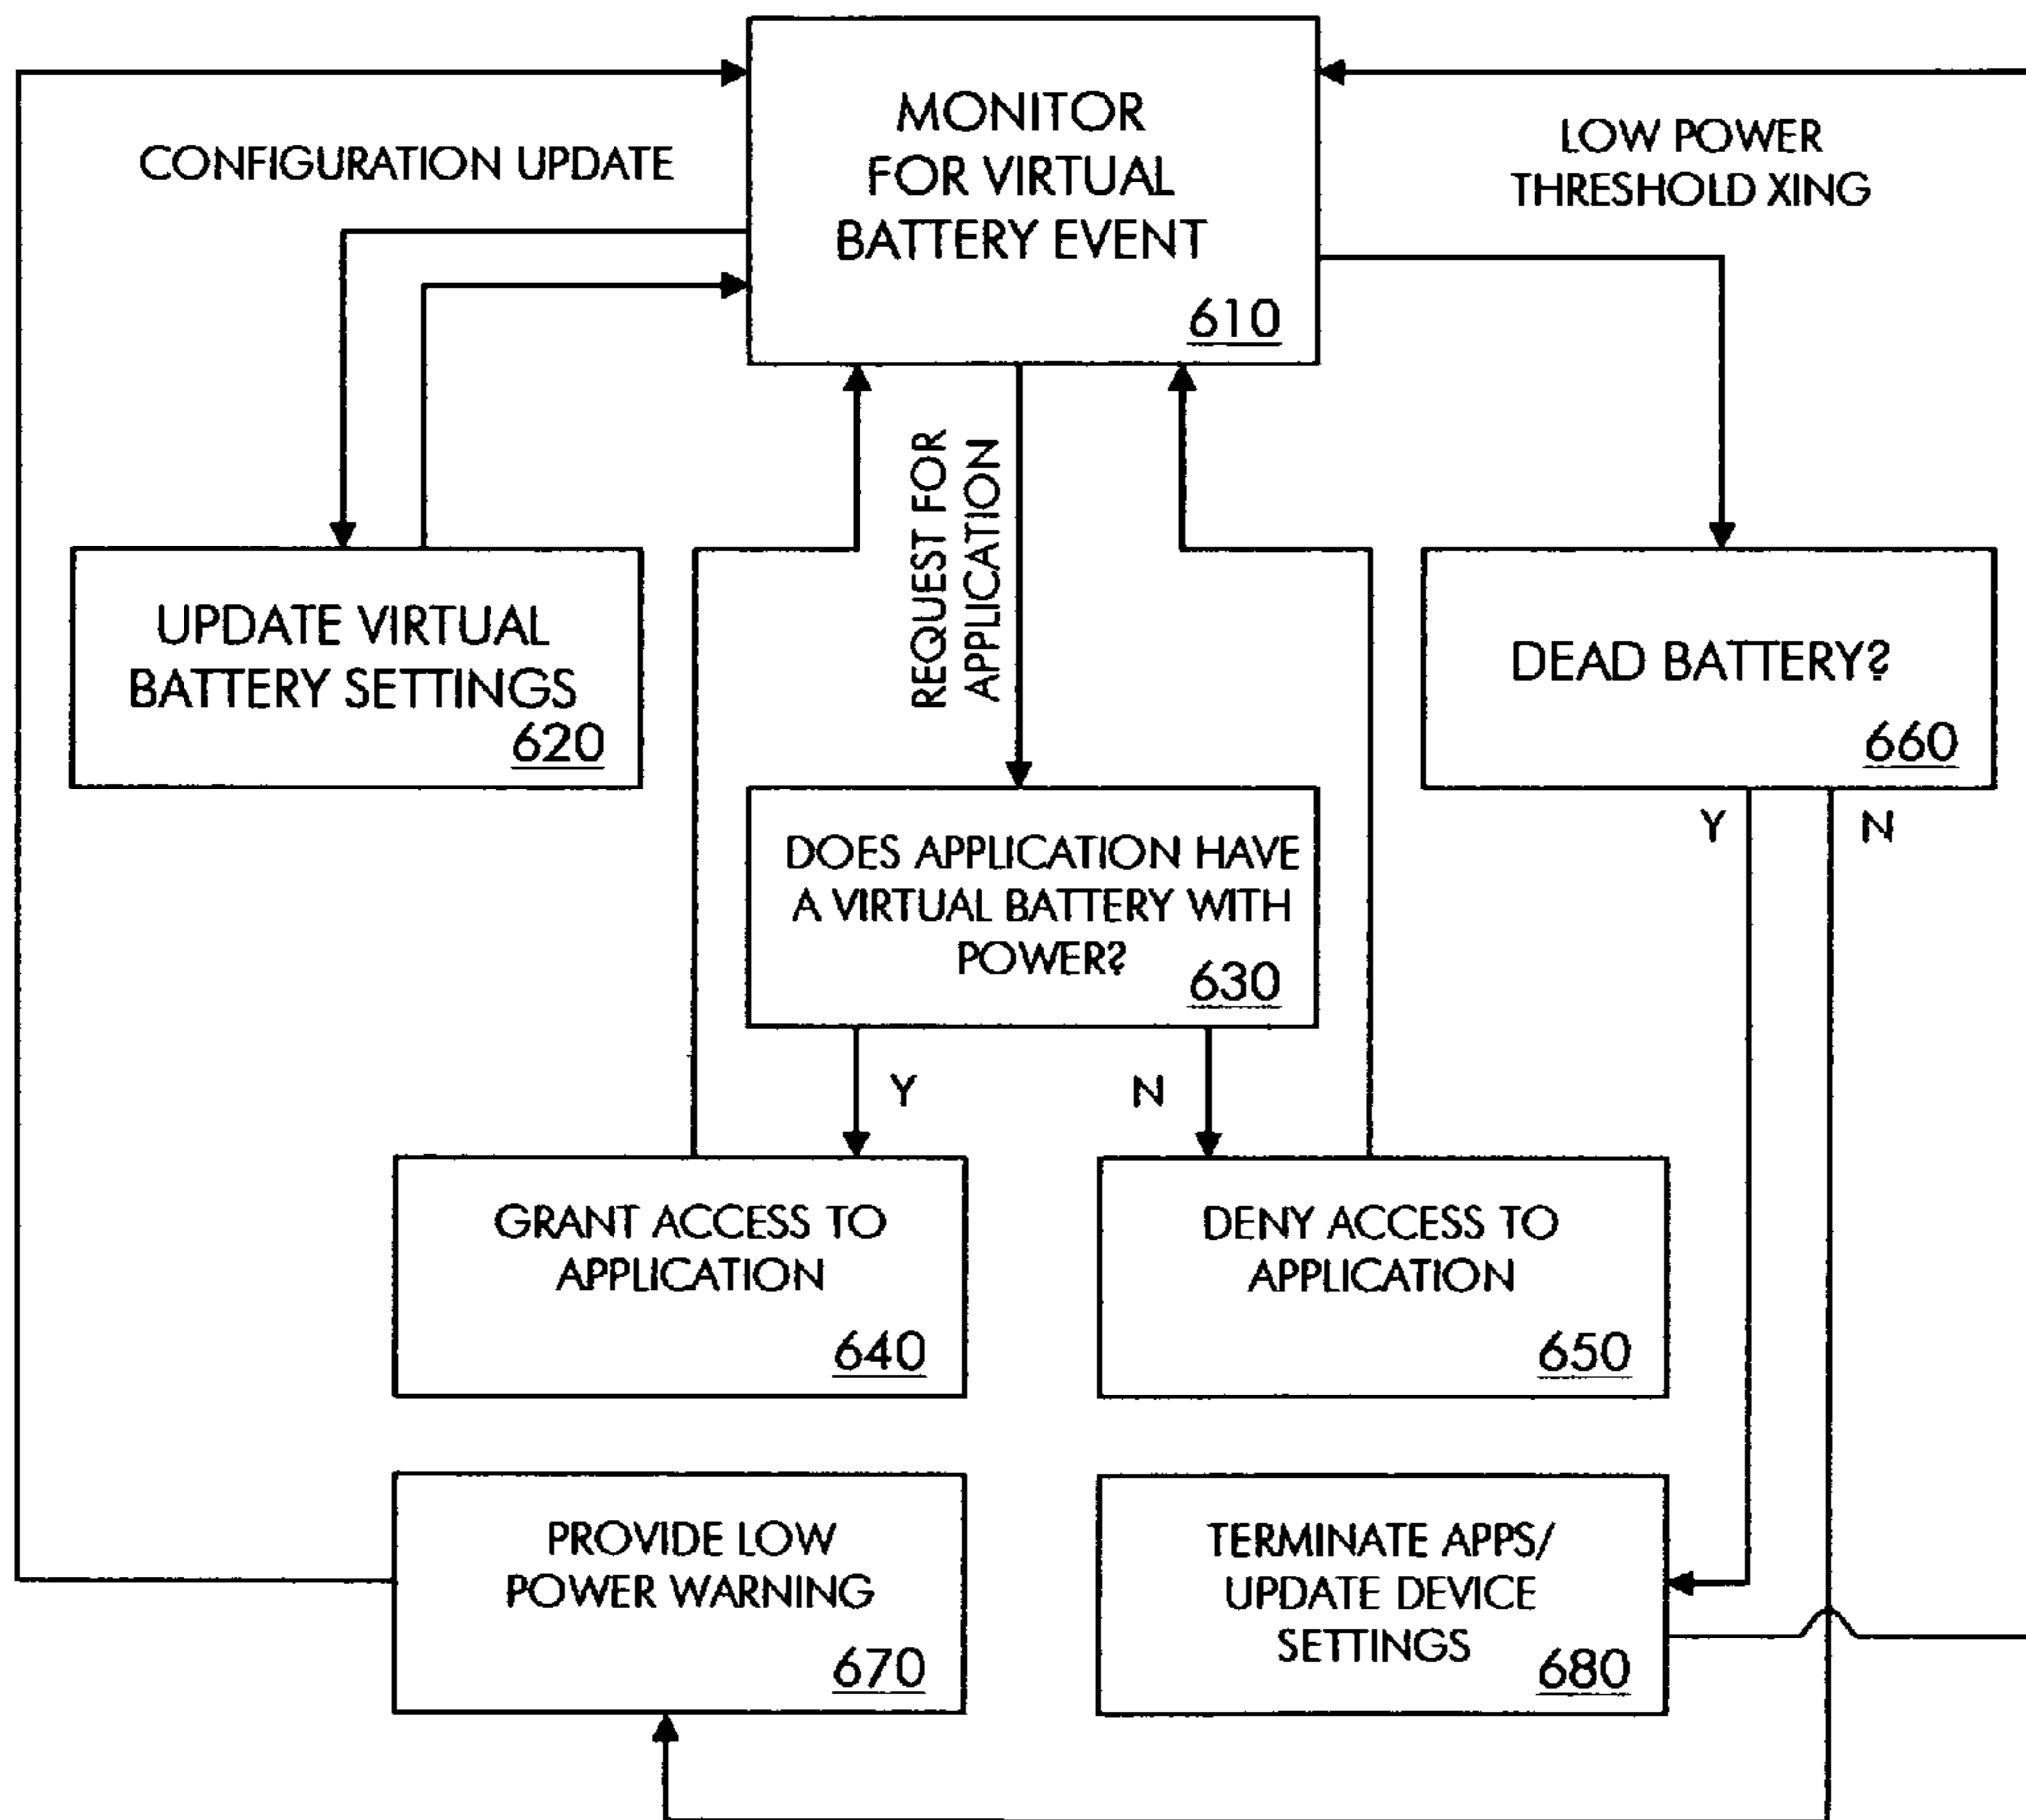 MONITOR
FOR VIRTUAL
BATTERY EVENT
610
CONFIGURATION UPDATE
LOW POWER
THRESHOLD XING
REQUEST FOR
APPLICATION
UPDATE VIRTUAL
BATTERY SETTINGS
620
DEAD BATTERY?
660
Y
N
DOES APPLICATION HAVE
A VIRTUAL BATTERY WITH
POWER?
630
Y
N
GRANT ACCESS TO
APPLICATION
640
DENY ACCESS TO
APPLICATION
650
PROVIDE LOW
POWER WARNING
670
TERMINATE APPS/
UPDATE DEVICE
SETTINGS
680